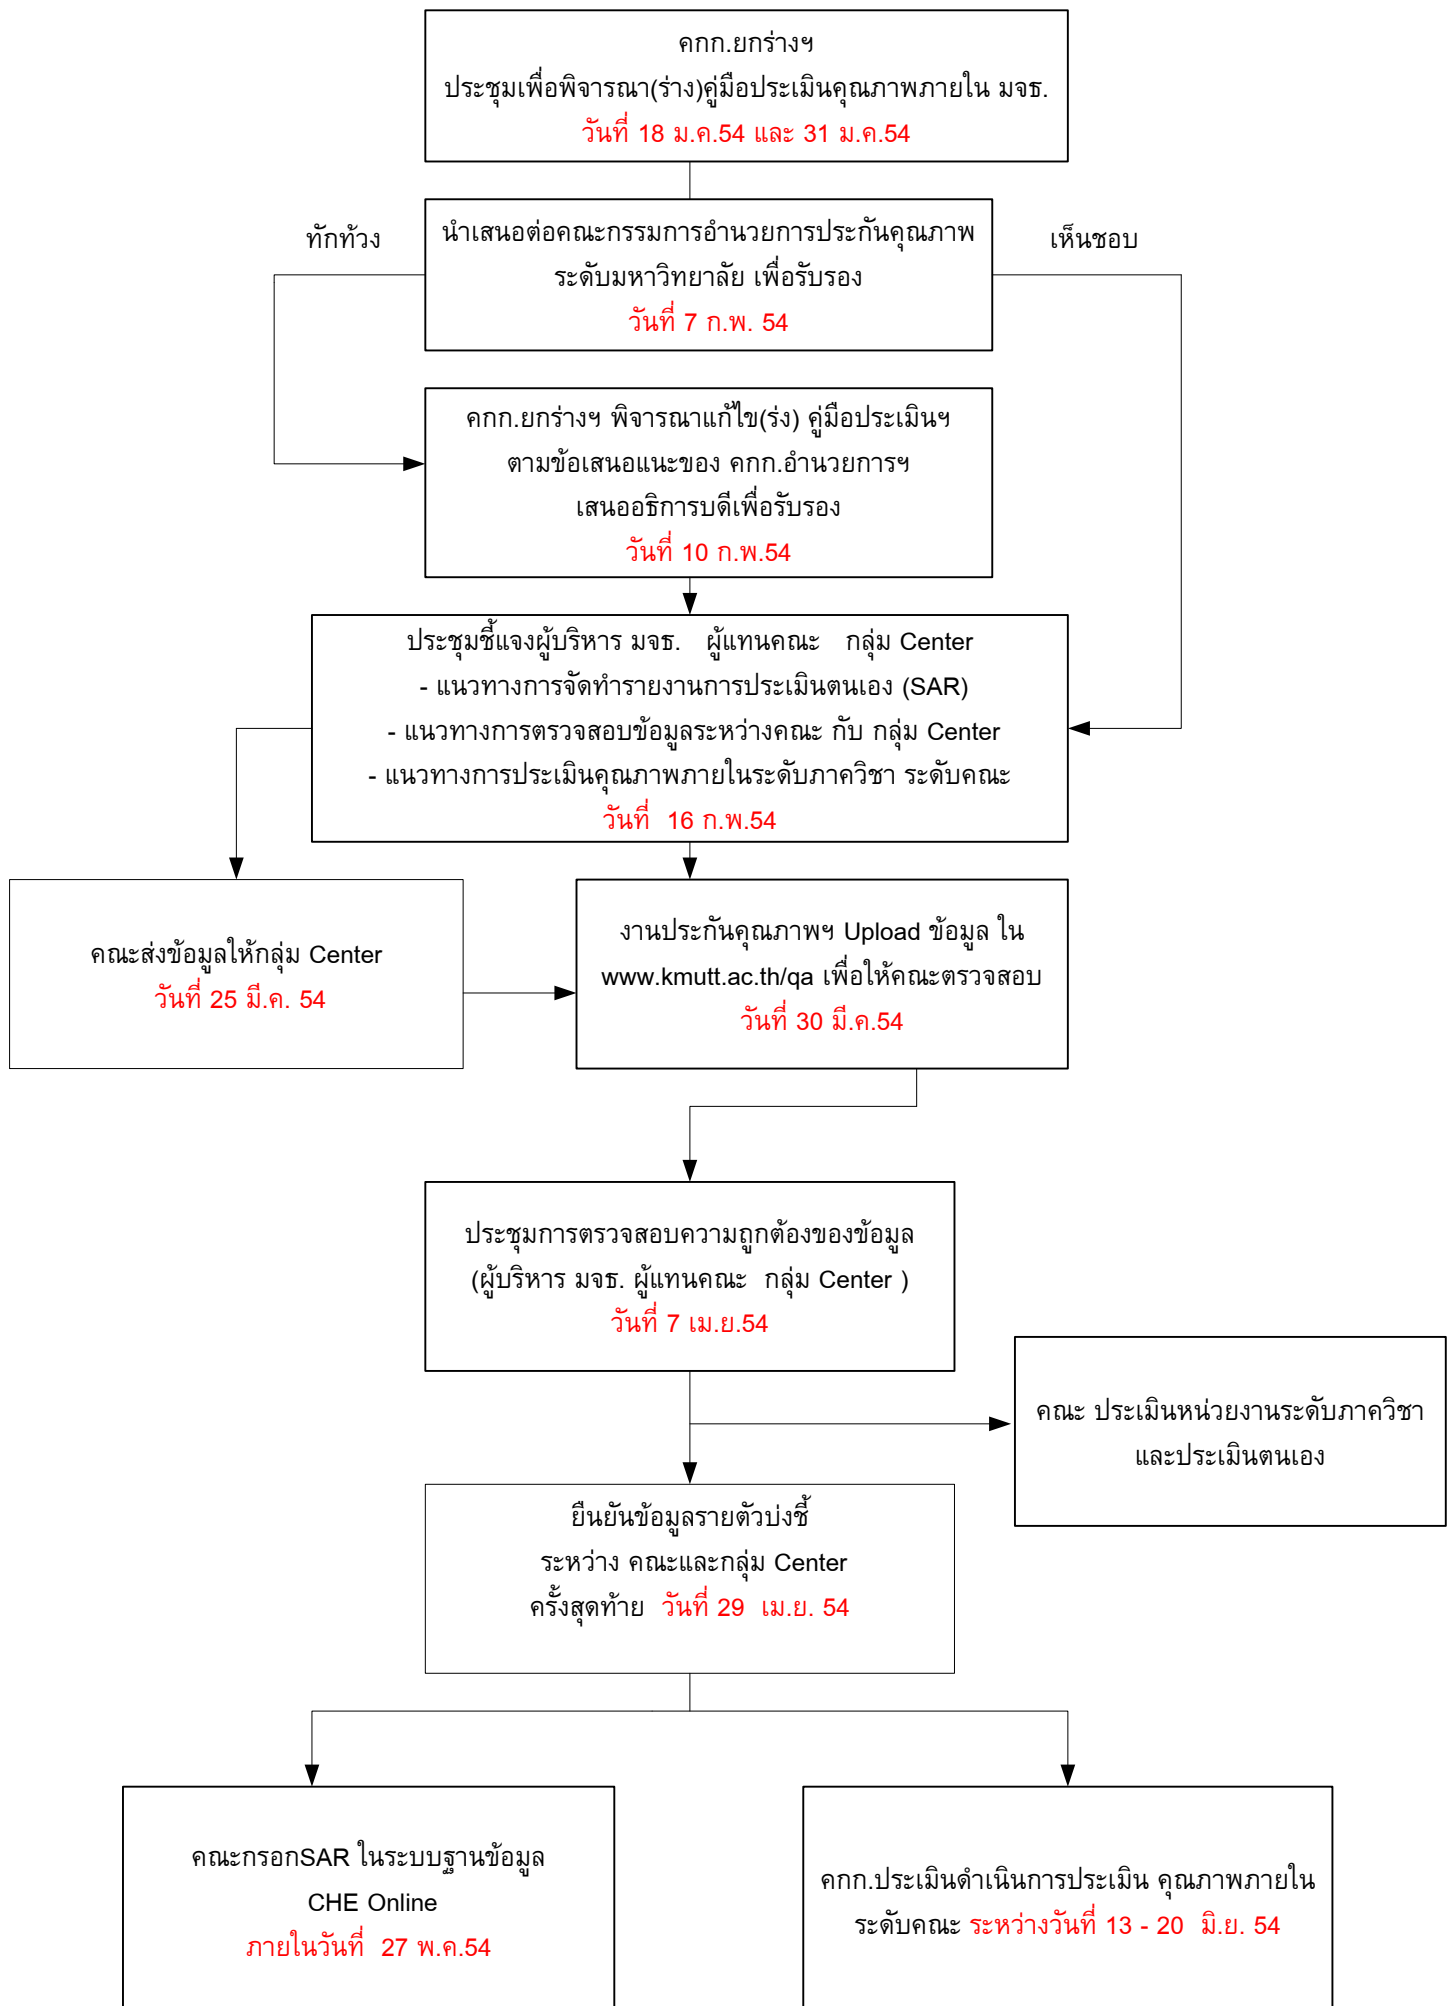 คกก.ยกร่างฯ
ประชุมเพื่อพิจารณา(ร่าง)คู่มือประเมินคุณภาพภายใน มจธ.
วันที่ 18 ม.ค.54 และ 31 ม.ค.54
ทักท้วง
นำเสนอต่อคณะกรรมการอำนวยการประกันคุณภาพ
ระดับมหาวิทยาลัย เพื่อรับรอง
วันที่ 7 ก.พ. 54
เห็นชอบ
คกก.ยกร่างฯ พิจารณาแก้ไข(ร่ง) คู่มือประเมินฯ
ตามข้อเสนอแนะของ คกก.อำนวยการฯ
เสนออธิการบดีเพื่อรับรอง
วันที่ 10 ก.พ.54
ประชุมชี้แจงผู้บริหาร มจธ. ผู้แทนคณะ กลุ่ม Center
- แนวทางการจัดทำรายงานการประเมินตนเอง (SAR)
- แนวทางการตรวจสอบข้อมูลระหว่างคณะ กับ กลุ่ม Center
- แนวทางการประเมินคุณภาพภายในระดับภาควิชา ระดับคณะ
วันที่ 16 ก.พ.54
คณะส่งข้อมูลให้กลุ่ม Center
วันที่ 25 มี.ค. 54
งานประกันคุณภาพฯ Upload ข้อมูล ใน
www.kmutt.ac.th/qa เพื่อให้คณะตรวจสอบ
วันที่ 30 มี.ค.54
ประชุมการตรวจสอบความถูกต้องของข้อมูล
(ผู้บริหาร มจธ. ผู้แทนคณะ กลุ่ม Center )
วันที่ 7 เม.ย.54
คณะ ประเมินหน่วยงานระดับภาควิชา
และประเมินตนเอง
ยืนยันข้อมูลรายตัวบ่งชี้
ระหว่าง คณะและกลุ่ม Center
ครั้งสุดท้าย วันที่ 29 เม.ย. 54
คณะกรอกSAR ในระบบฐานข้อมูล
CHE Online
ภายในวันที่ 27 พ.ค.54
คกก.ประเมินดำเนินการประเมิน คุณภาพภายใน
ระดับคณะ ระหว่างวันที่ 13 - 20 มิ.ย. 54